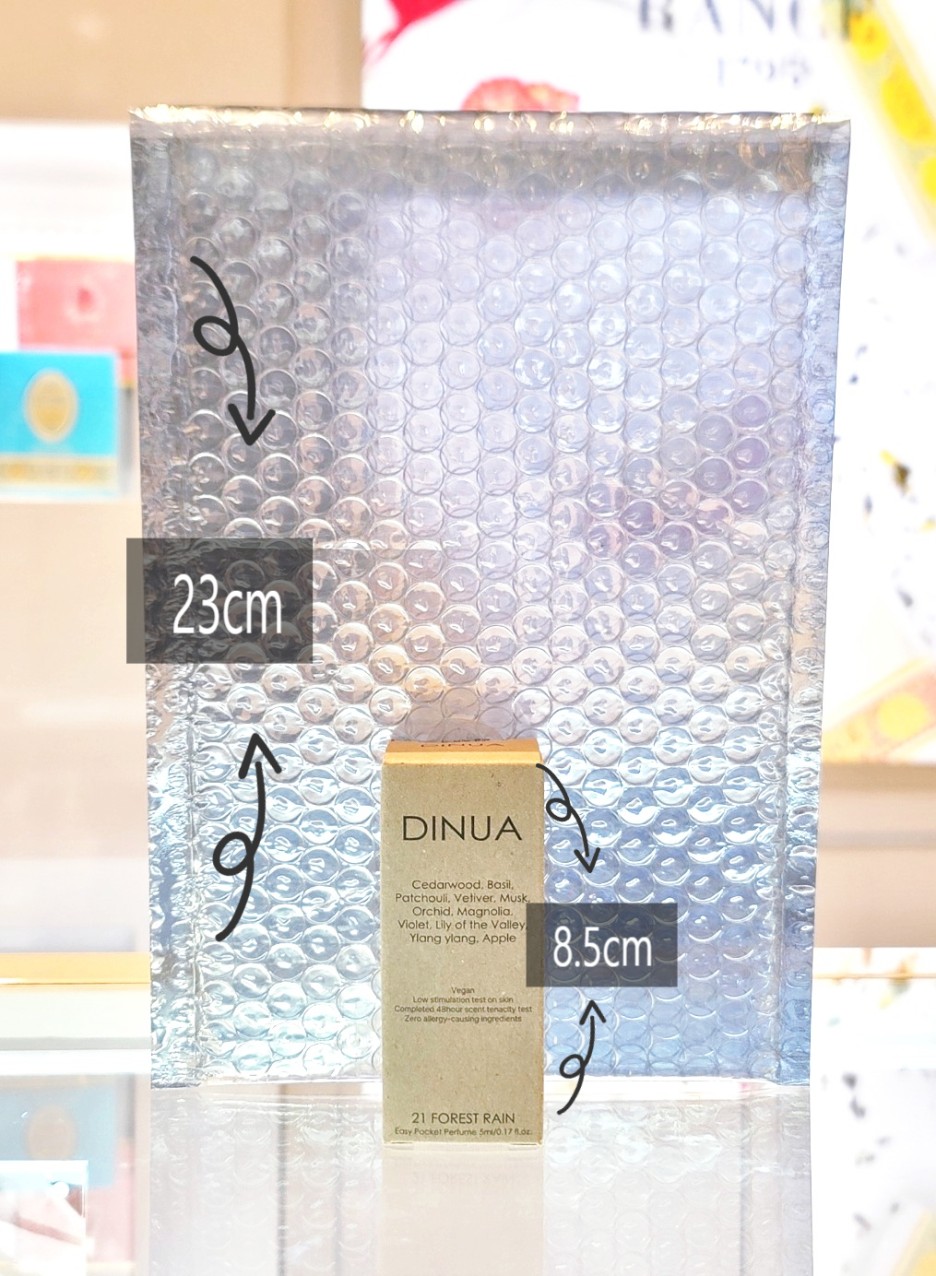 23cm
DINUA
DINUA
Cedarwood, Basil,
Patchouli, Vetiver, Musk,
Orchid, Magnolia,
Violet, Lily of the Valley,
Ylang ylang, Apple
8.5cm
Vegan
Low stimulation test on skin
Completed 48hour scent tenacity test
Zero allergy-causing ingredients
21 FOREST RAIN
Easy Pocket Perfume 5ml/0.17 fl.oz.